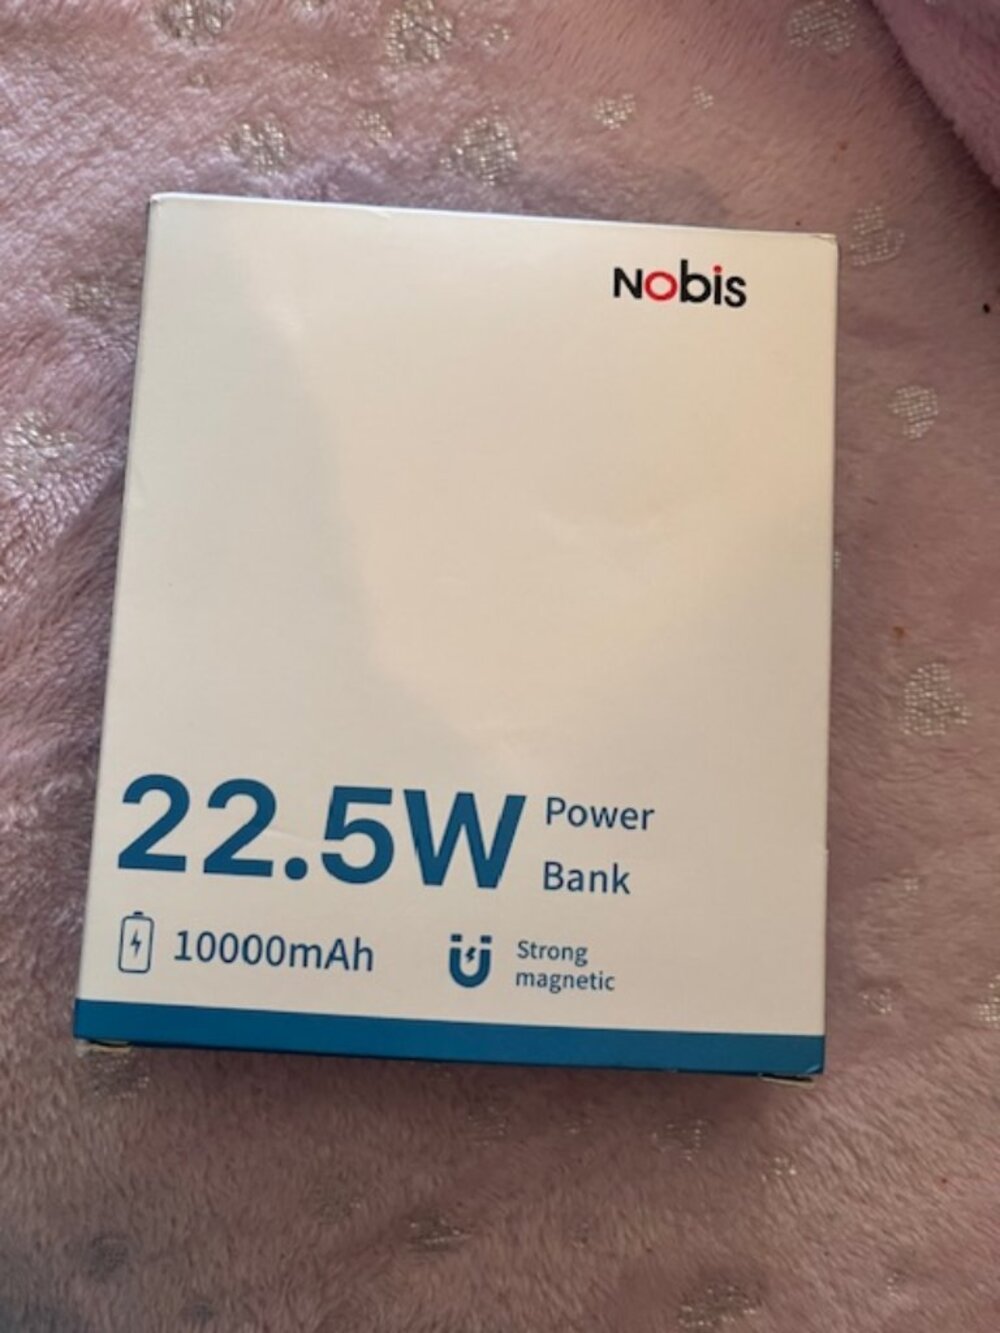 Nobis
22.5W Power Bank
10000mAh
Strong magnetic